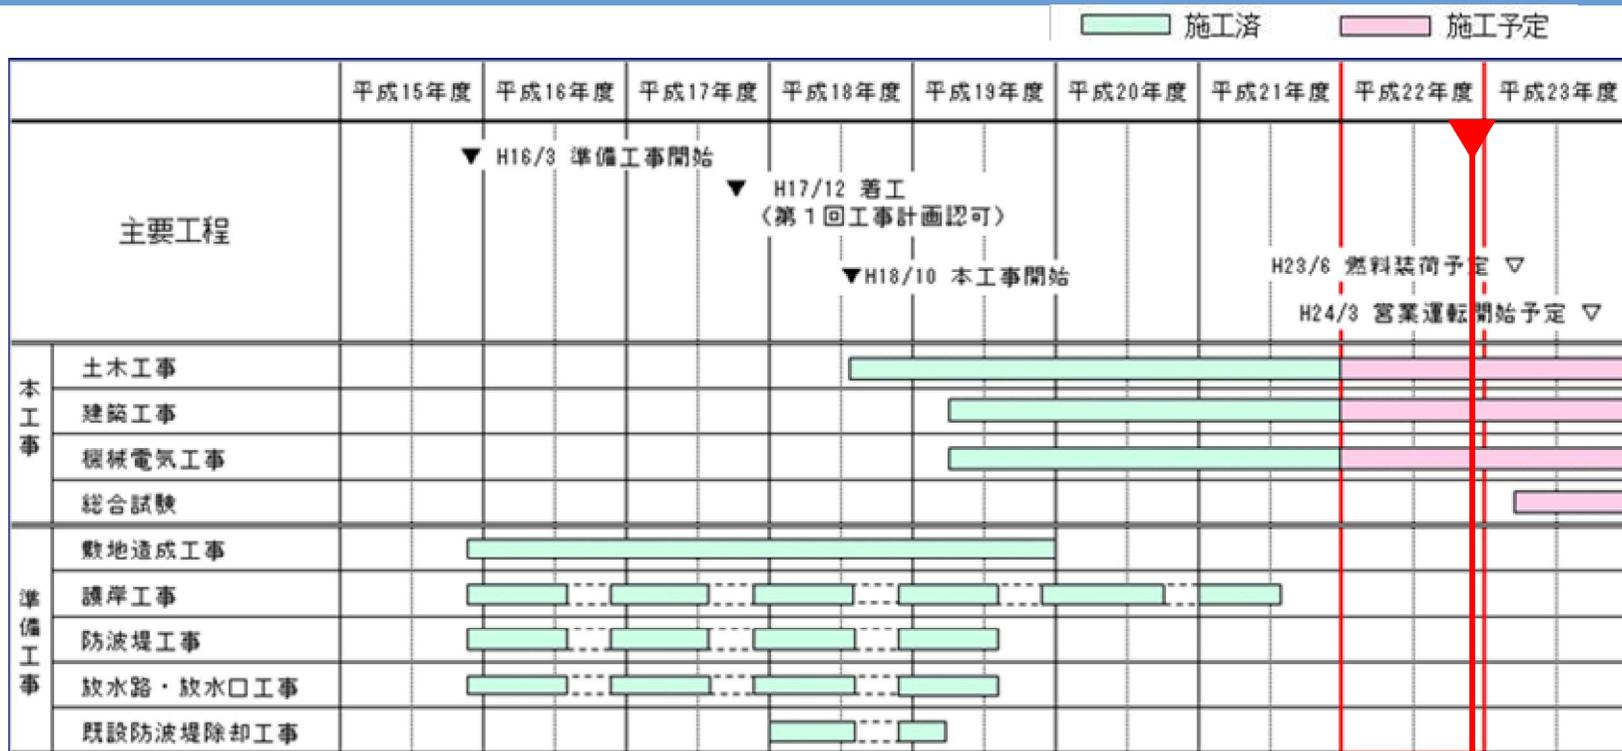 施工済 施工予定
平成15年度 平成16年度 平成17年度 平成18年度 平成19年度 平成20年度 平成21年度 平成22年度 平成23年度
主要工程
▼ H16/3 準備工事開始
▼ H17/12 着工
（第１回工事計画認可）
▼H18/10 本工事開始
H23/6 燃料装荷予定 ▽
H24/3 営業運転開始予定 ▽
本工事
土木工事
建築工事
機械電気工事
総合試験
準備工事
敷地造成工事
護岸工事
防波堤工事
放水路・放水口工事
既設防波堤除却工事